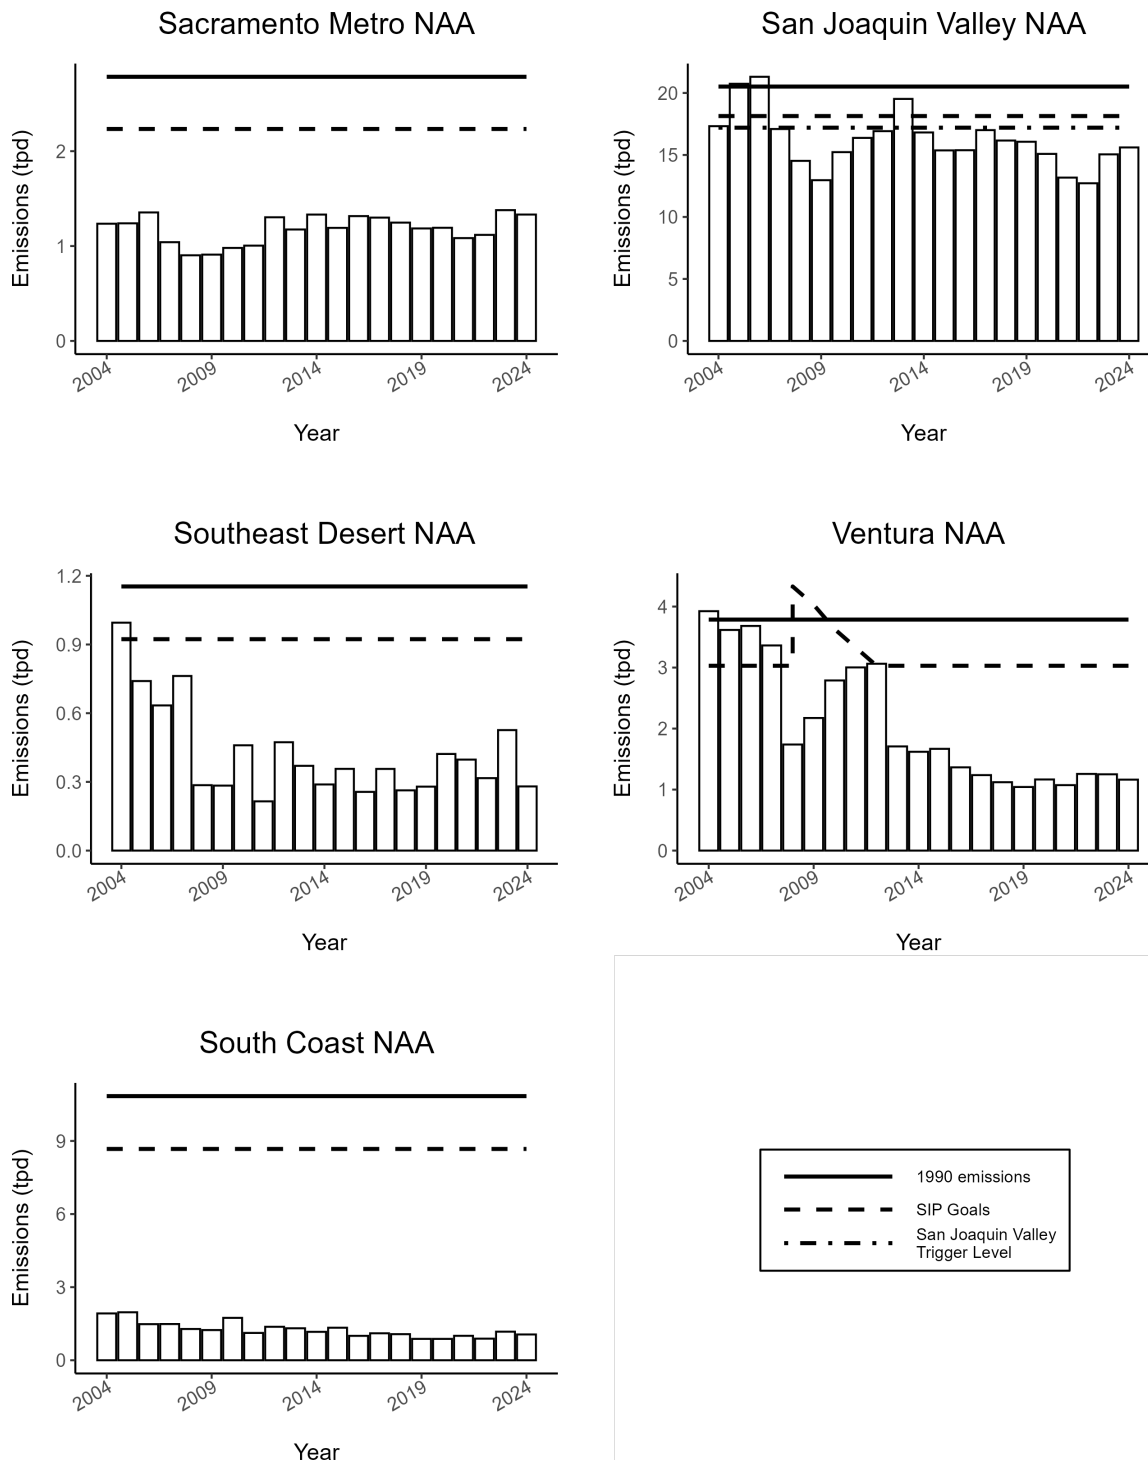 Sacramento Metro NAA
Emissions (tpd)
2
1
0
2004 2009 2014 2019 2024
Year
San Joaquin Valley NAA
Emissions (tpd)
20
15
10
5
0
2004 2009 2014 2019 2024
Year
Southeast Desert NAA
Emissions (tpd)
1.2
0.9
0.6
0.3
0.0
2004 2009 2014 2019 2024
Year
Ventura NAA
Emissions (tpd)
4
3
2
1
0
2004 2009 2014 2019 2024
Year
South Coast NAA
Emissions (tpd)
9
6
3
0
2004 2009 2014 2019 2024
Year
1990 emissions
SIP Goals
San Joaquin Valley
Trigger Level